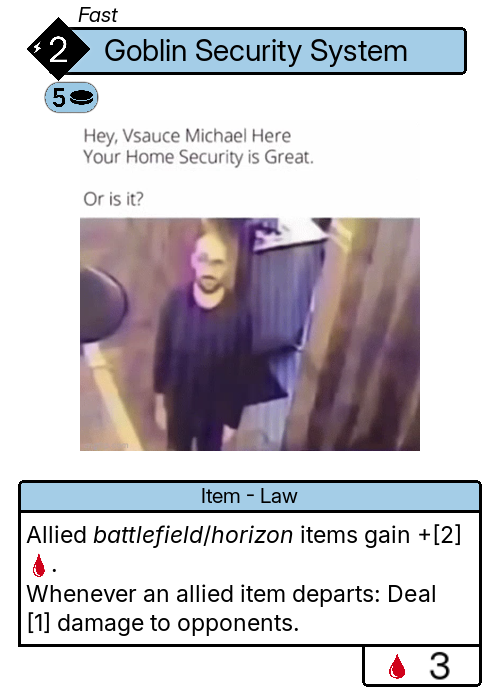 Fast
2
Goblin Security System
5
Hey, Vsauce Michael Here
Your Home Security is Great.
Or is it?
Item - Law
Allied battlefield/horizon items gain +[2]
.
Whenever an allied item departs: Deal
[1] damage to opponents.
3